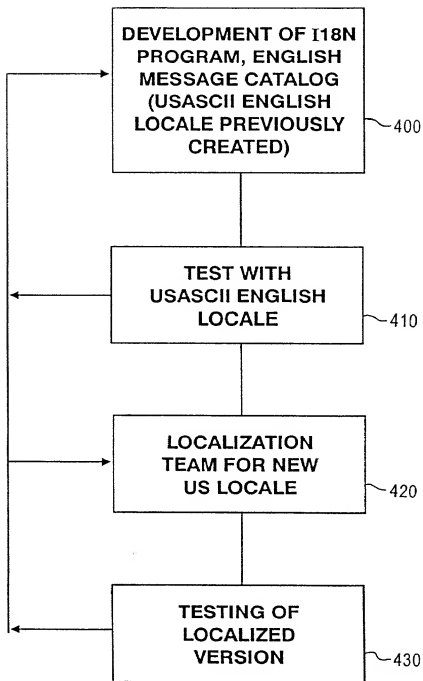 DEVELOPMENT OF I18N
PROGRAM, ENGLISH
MESSAGE CATALOG
(USASCII ENGLISH
LOCALE PREVIOUSLY
CREATED)
400
TEST WITH
USASCII ENGLISH
LOCALE
410
LOCALIZATION
TEAM FOR NEW
US LOCALE
420
TESTING OF
LOCALIZED
VERSION
430